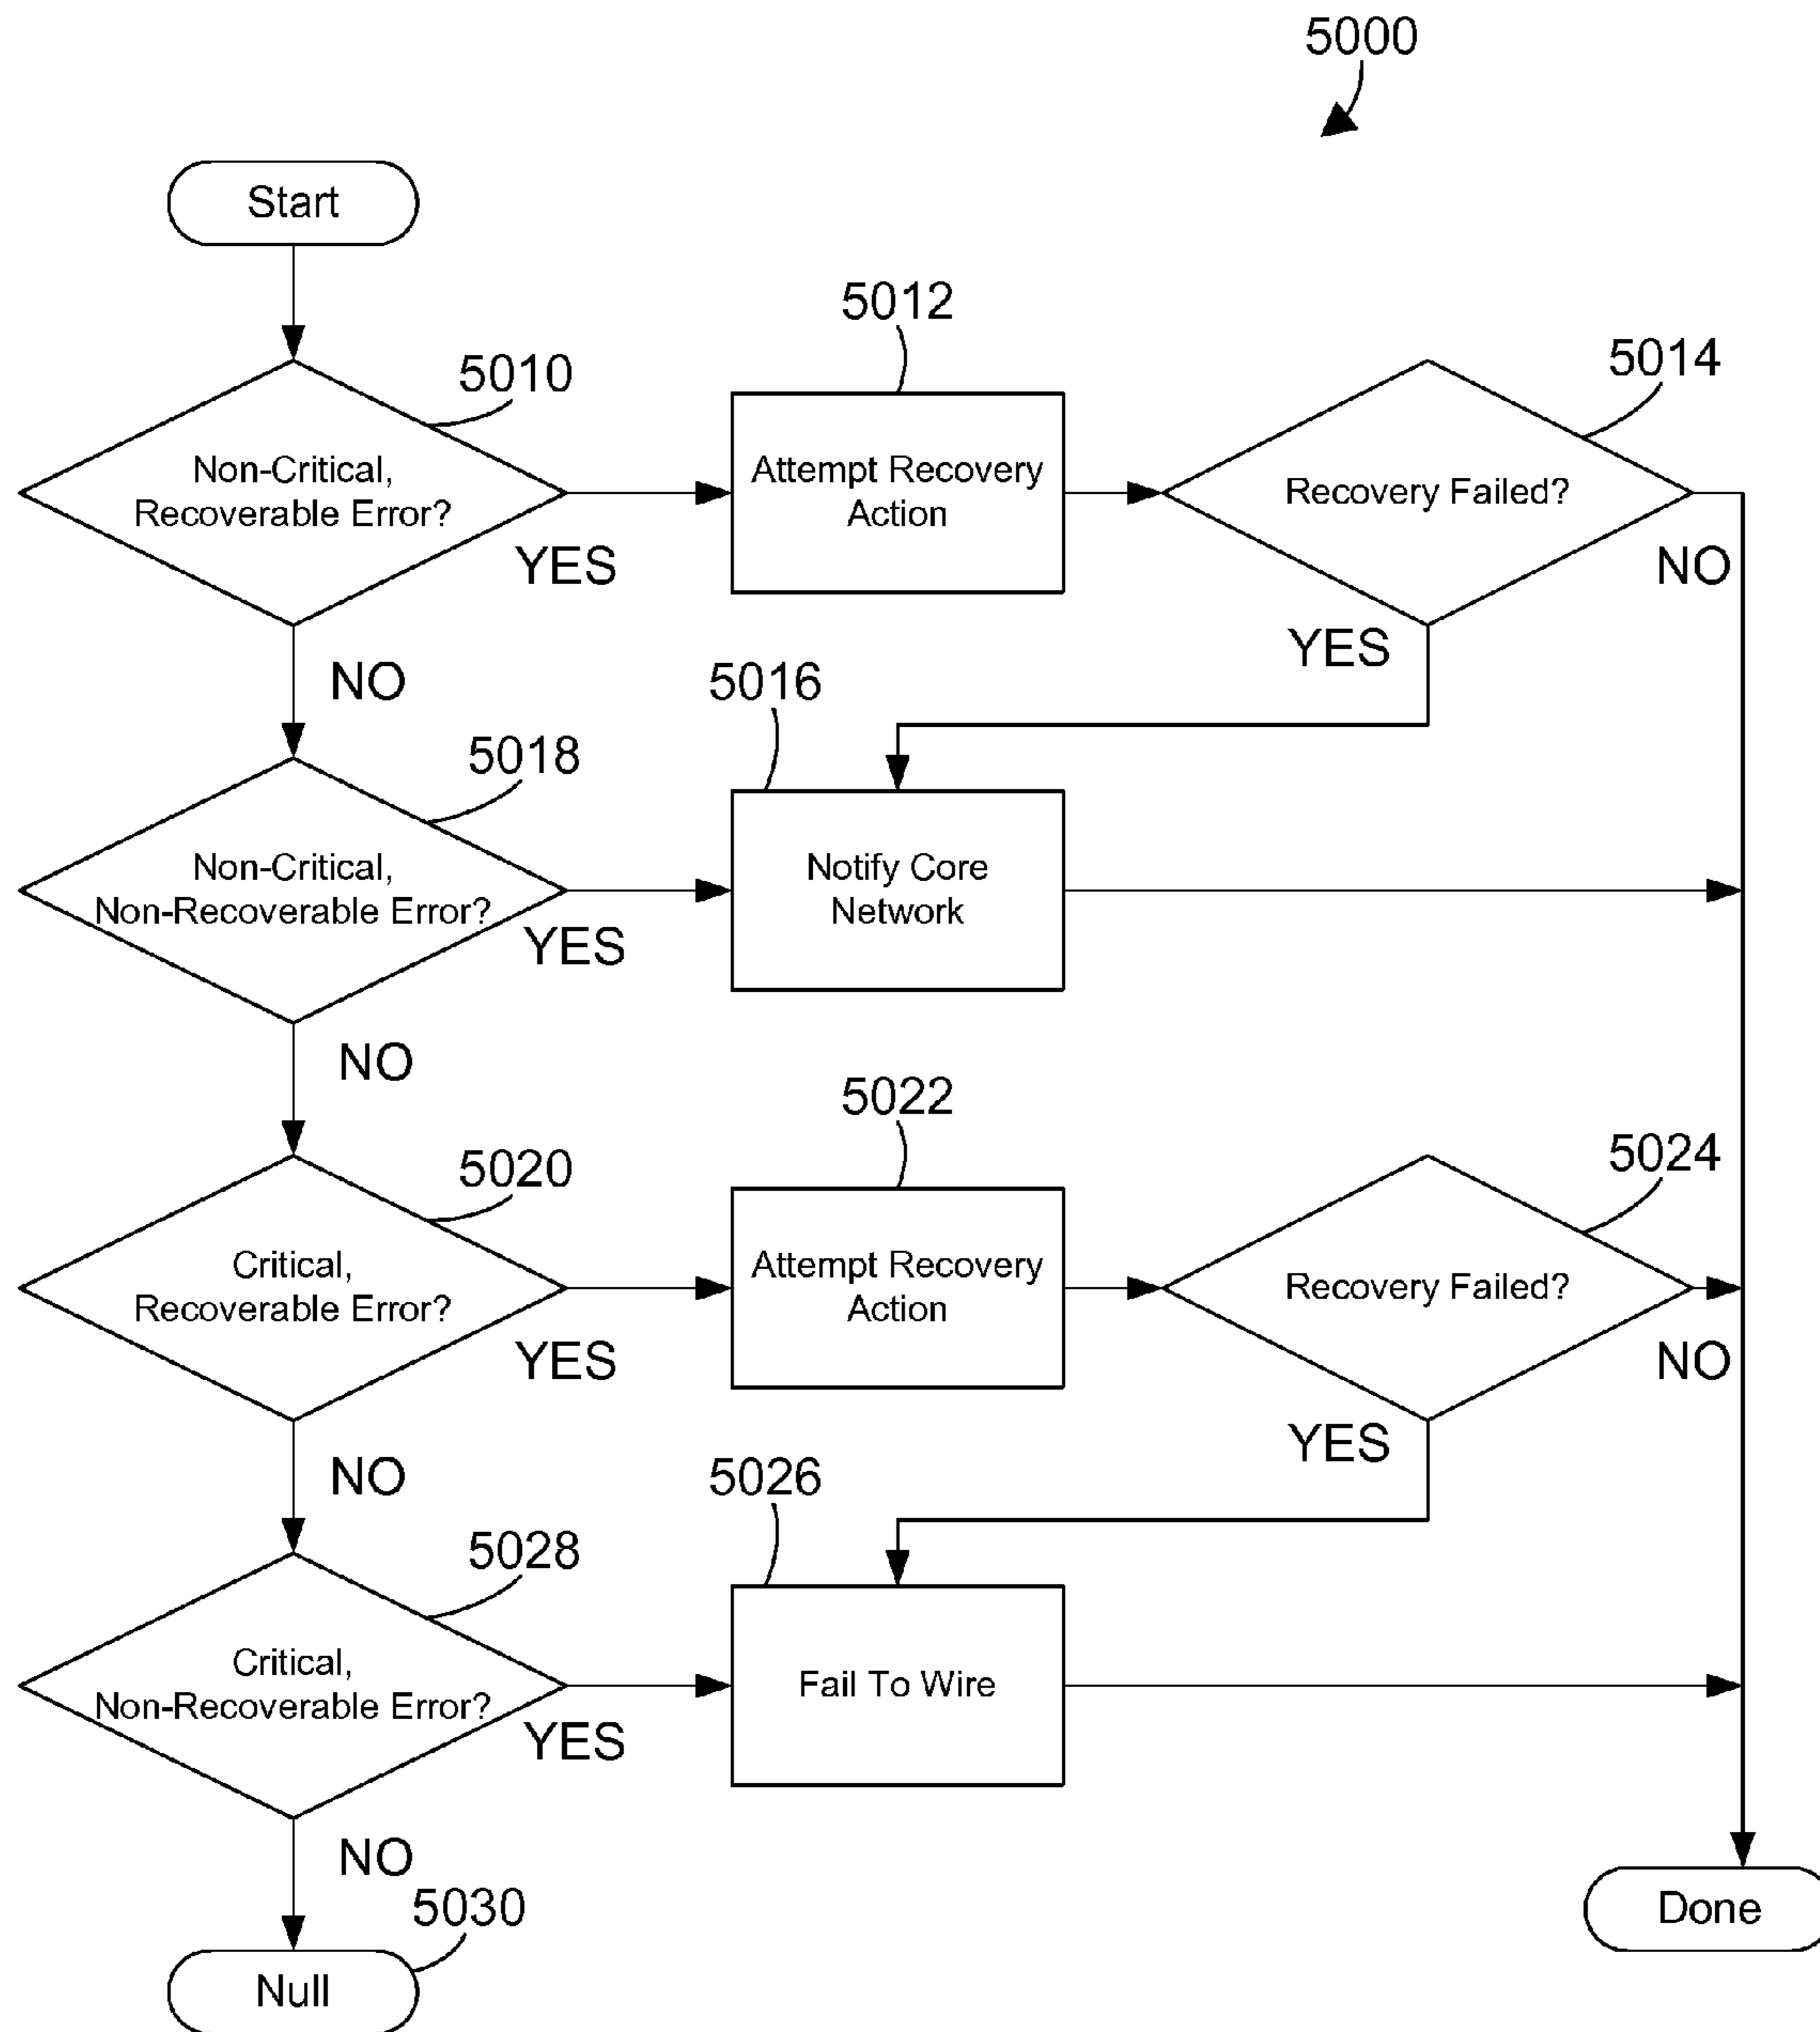 5000
Start
5012
5014
5010
Non-Critical,
Recoverable Error?
Attempt Recovery
Action
Recovery Failed?
YES
NO
YES
NO
5016
5018
Non-Critical,
Non-Recoverable Error?
Notify Core
Network
YES
NO
5022
5024
5020
Critical,
Recoverable Error?
Attempt Recovery
Action
Recovery Failed?
YES
NO
YES
NO
5026
5028
Critical,
Non-Recoverable Error?
Fail To Wire
YES
NO
5030
Done
Null